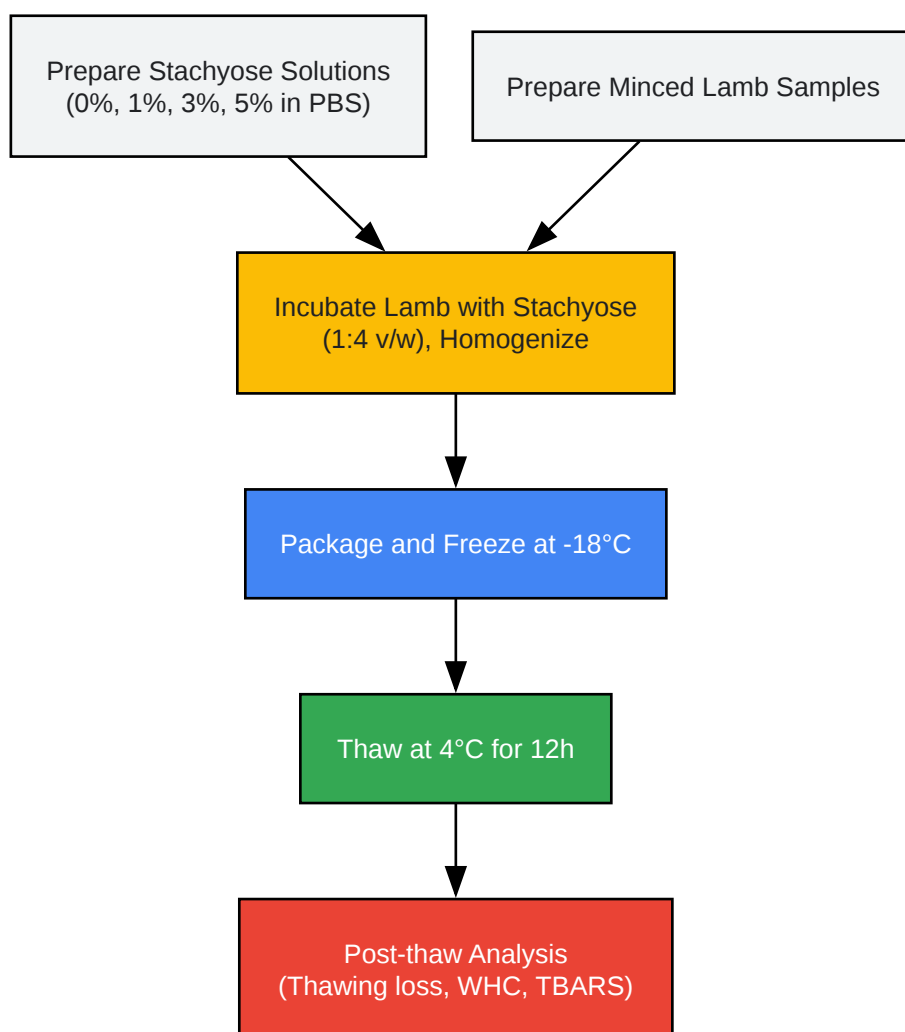 Prepare Stachyose Solutions
(0%, 1%, 3%, 5% in PBS)
Prepare Minced Lamb Samples
Incubate Lamb with Stachyose
(1:4 v/w), Homogenize
Package and Freeze at -18°C
Thaw at 4°C for 12h
Post-thaw Analysis
(Thawing loss, WHC, TBARS)